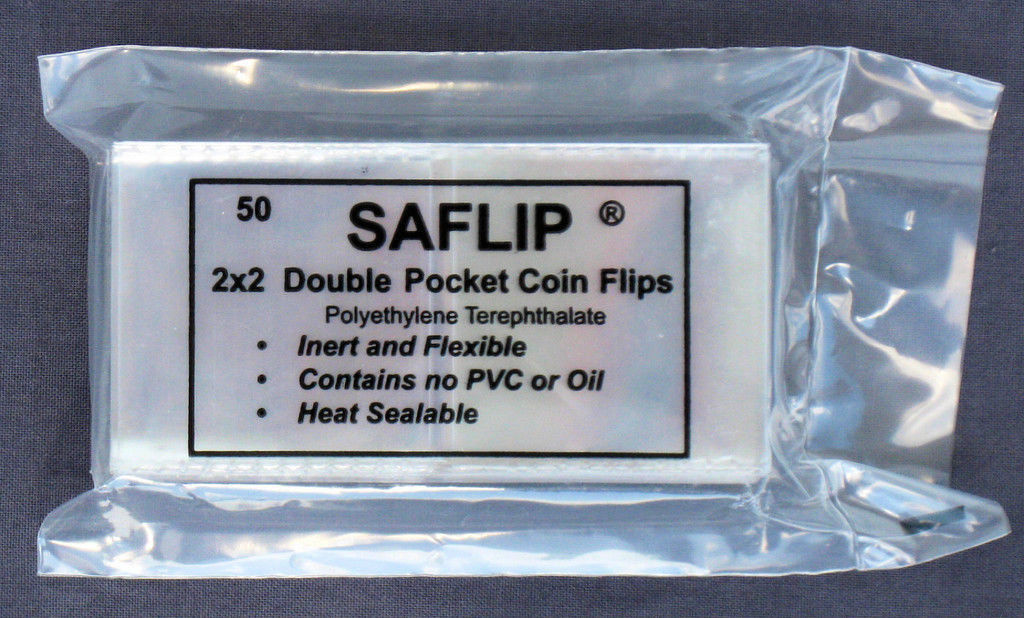 50 SAFLIP ®
2x2 Double Pocket Coin Flips
Polyethylene Terephthalate
• Inert and Flexible
• Contains no PVC or Oil
• Heat Sealable